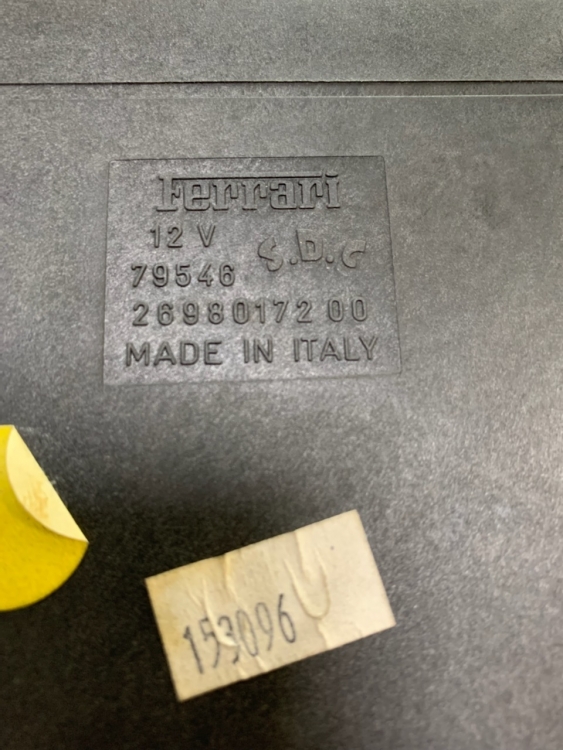 Ferrari
12 V S.D.G
79546
26980172 00
MADE IN ITALY
153096